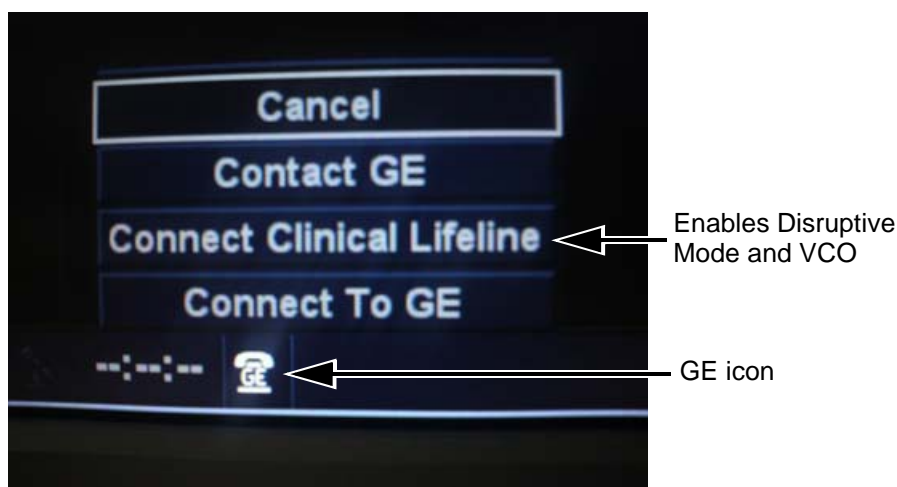 Cancel
Contact GE
Connect Clinical Lifeline
Enables Disruptive
Mode and VCO
Connect To GE
--:--:--
GE
GE icon